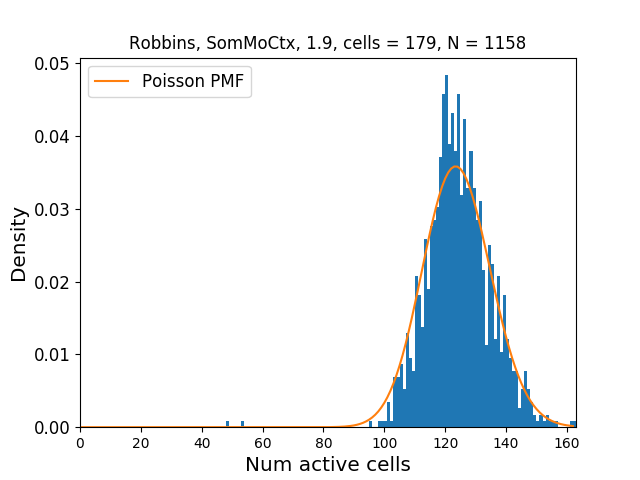 Robbins, SomMoCtx, 1.9, cells = 179, N = 1158
Poisson PMF
0.05
0.04
0.03
0.02
0.01
0.00
Density
0 20 40 60 80 100 120 140 160
Num active cells